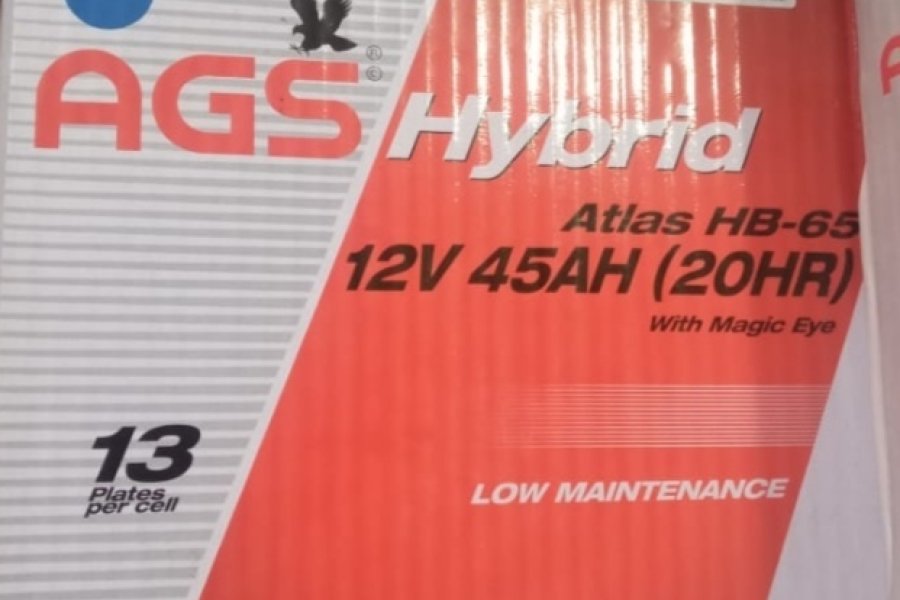 AGS
®
©
Hybrid
Atlas HB-65
12V 45AH (20HR)
With Magic Eye
13
Plates
per cell
LOW MAINTENANCE